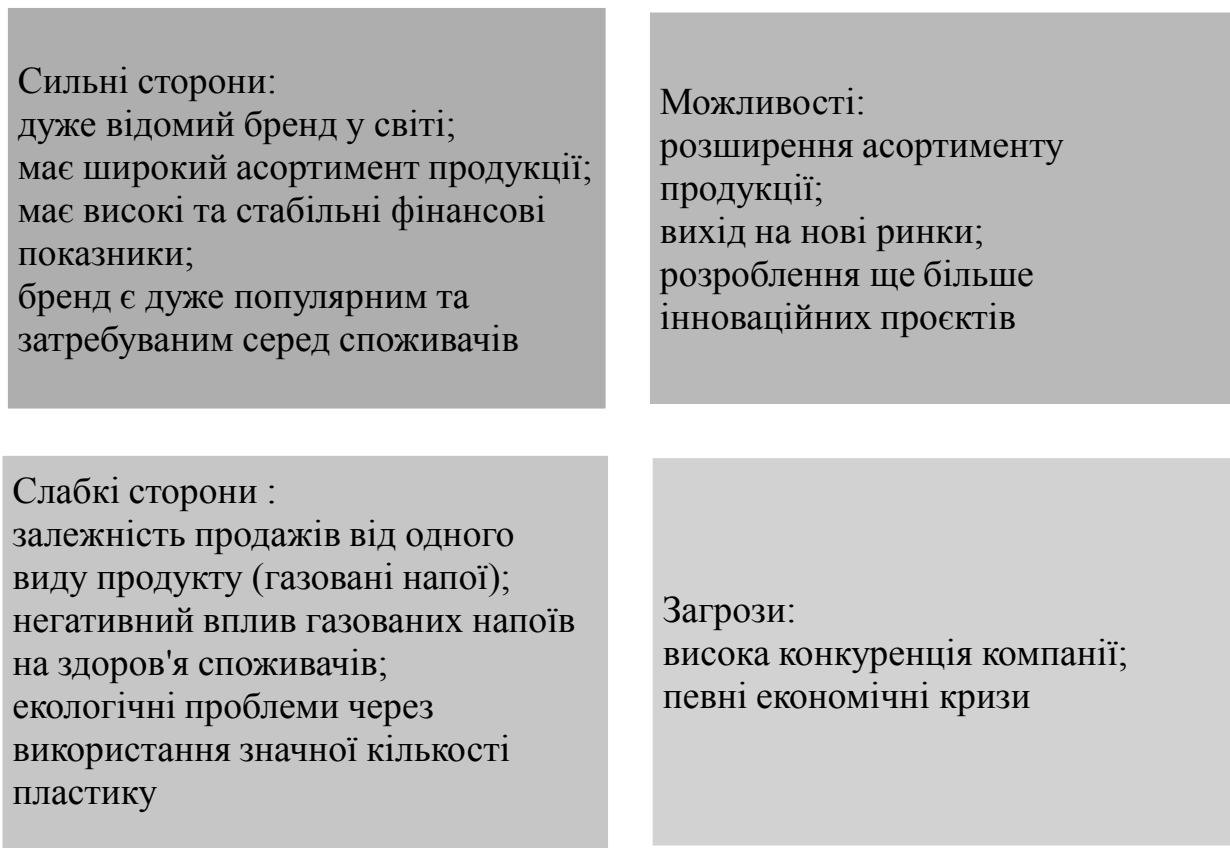 Сильні сторони:
дуже відомий бренд у світі;
має широкий асортимент продукції;
має високі та стабільні фінансові
показники;
бренд є дуже популярним та
затребуваним серед споживачів
Можливості:
розширення асортименту
продукції;
вихід на нові ринки;
розроблення ще більше
інноваційних проєктів
Слабкі сторони :
залежність продажів від одного
виду продукту (газовані напої);
негативний вплив газованих напоїв
на здоров'я споживачів;
екологічні проблеми через
використання значної кількості
пластику
Загрози:
висока конкуренція компанії;
певні економічні кризи